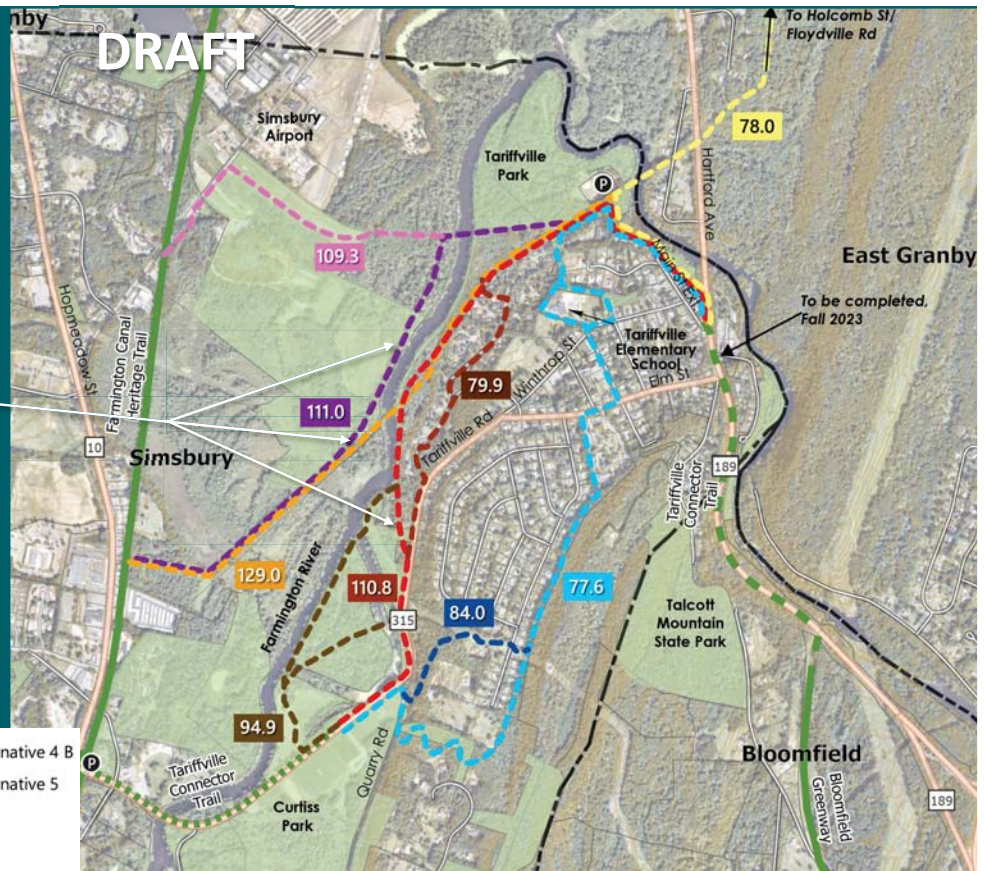 nby
DRAFT
To Holcomb St/
Floydville Rd
Simsbury
Airport
78.0
Tariffville
Park
P
Hartford Ave
109.3
Main St Ext
East Granby
Hopmeadow St
Farmington Canal
Heritage Trail
To be completed,
Fall 2023
Tariffville
Elementary
School
Winthrop St
Elm St
79.9
111.0
Tariffville Rd
10
Simsbury
189
Tariffville
Connector
Trail
129.0
Farmington River
110.8
84.0
77.6
315
Talcott
Mountain
State Park
94.9
native 4 B
native 5
P
Tariffville
Connector
Trail
Quarry Rd
Curtiss
Park
Bloomfield
Bloomfield
Greenway
189